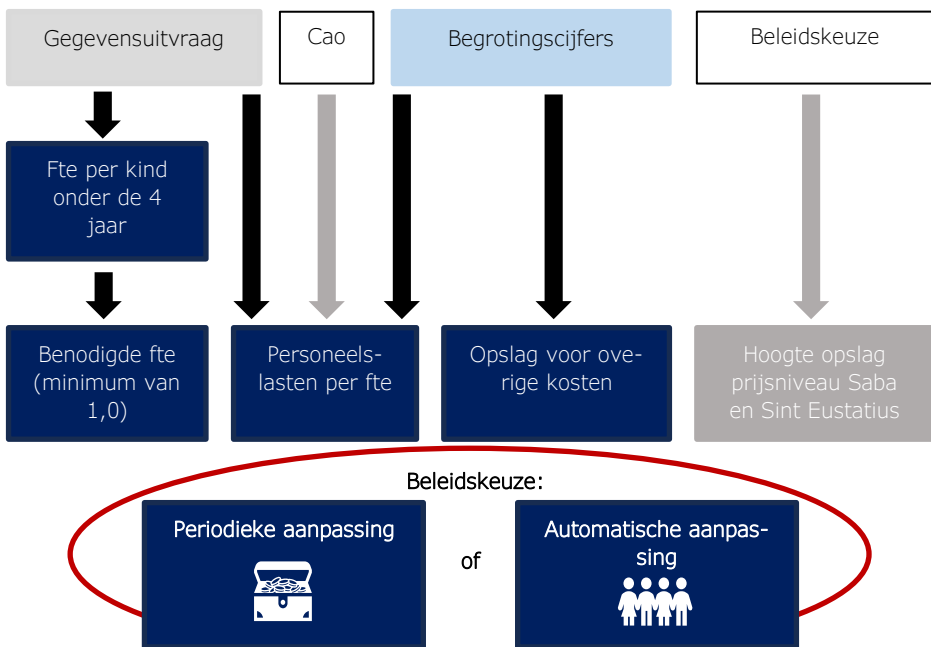 Gegevensuitvraag
Cao
Begrotingscijfers
Beleidskeuze
Fte per kind
onder de 4
jaar
Benodigde fte
(minimum van
1,0)
Personeels-
lasten per fte
Opslag voor ove-
rige kosten
Hoogte opslag
prijsniveau Saba
en Sint Eustatius
Beleidskeuze:
Periodieke aanpassing
of
Automatische aanpas-
sing